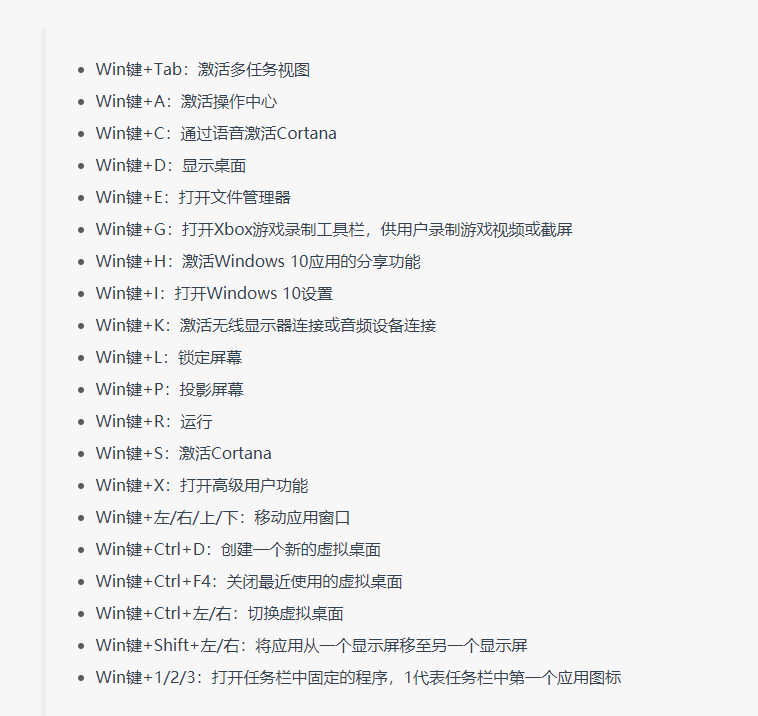 Win键+Tab：激活多任务视图
Win键+A：激活操作中心
Win键+C：通过语音激活Cortana
Win键+D：显示桌面
Win键+E：打开文件管理器
Win键+G：打开Xbox游戏录制工具栏，供用户录制游戏视频或截屏
Win键+H：激活Windows 10应用的分享功能
Win键+I：打开Windows 10设置
Win键+K：激活无线显示器连接或音频设备连接
Win键+L：锁定屏幕
Win键+P：投影屏幕
Win键+R：运行
Win键+S：激活Cortana
Win键+X：打开高级用户功能
Win键+左/右/上/下：移动应用窗口
Win键+Ctrl+D：创建一个新的虚拟桌面
Win键+Ctrl+F4：关闭最近使用的虚拟桌面
Win键+Ctrl+左/右：切换虚拟桌面
Win键+Shift+左/右：将应用从一个显示屏移至另一个显示屏
Win键+1/2/3：打开任务栏中固定的程序，1代表任务栏中第一个应用图标